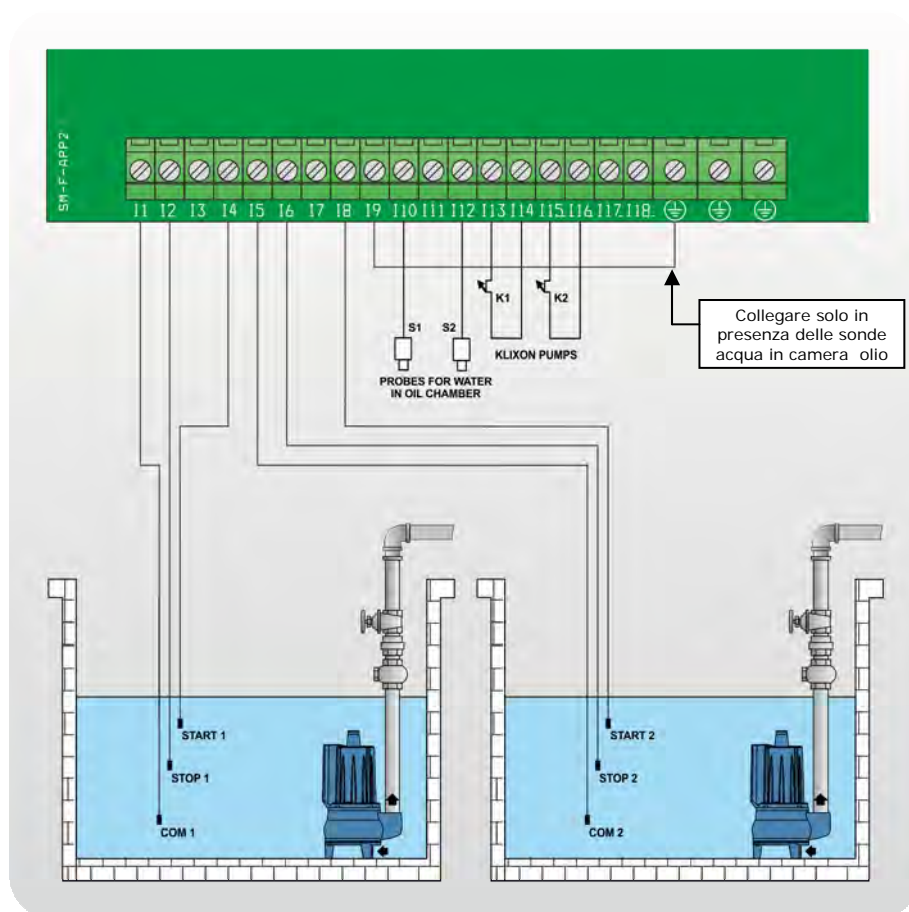 SM-F-APP2
I1 I2 I3 I4 I5 I6 I7 I8 I9 I10 I11 I12 I13 I14 I15 I16 I17 I18
K1
K2
S1
S2
KLIXON PUMPS
PROBES FOR WATER
IN OIL CHAMBER
Collegare solo in
presenza delle sonde
acqua in camera olio
START 1
STOP 1
COM 1
START 2
STOP 2
COM 2